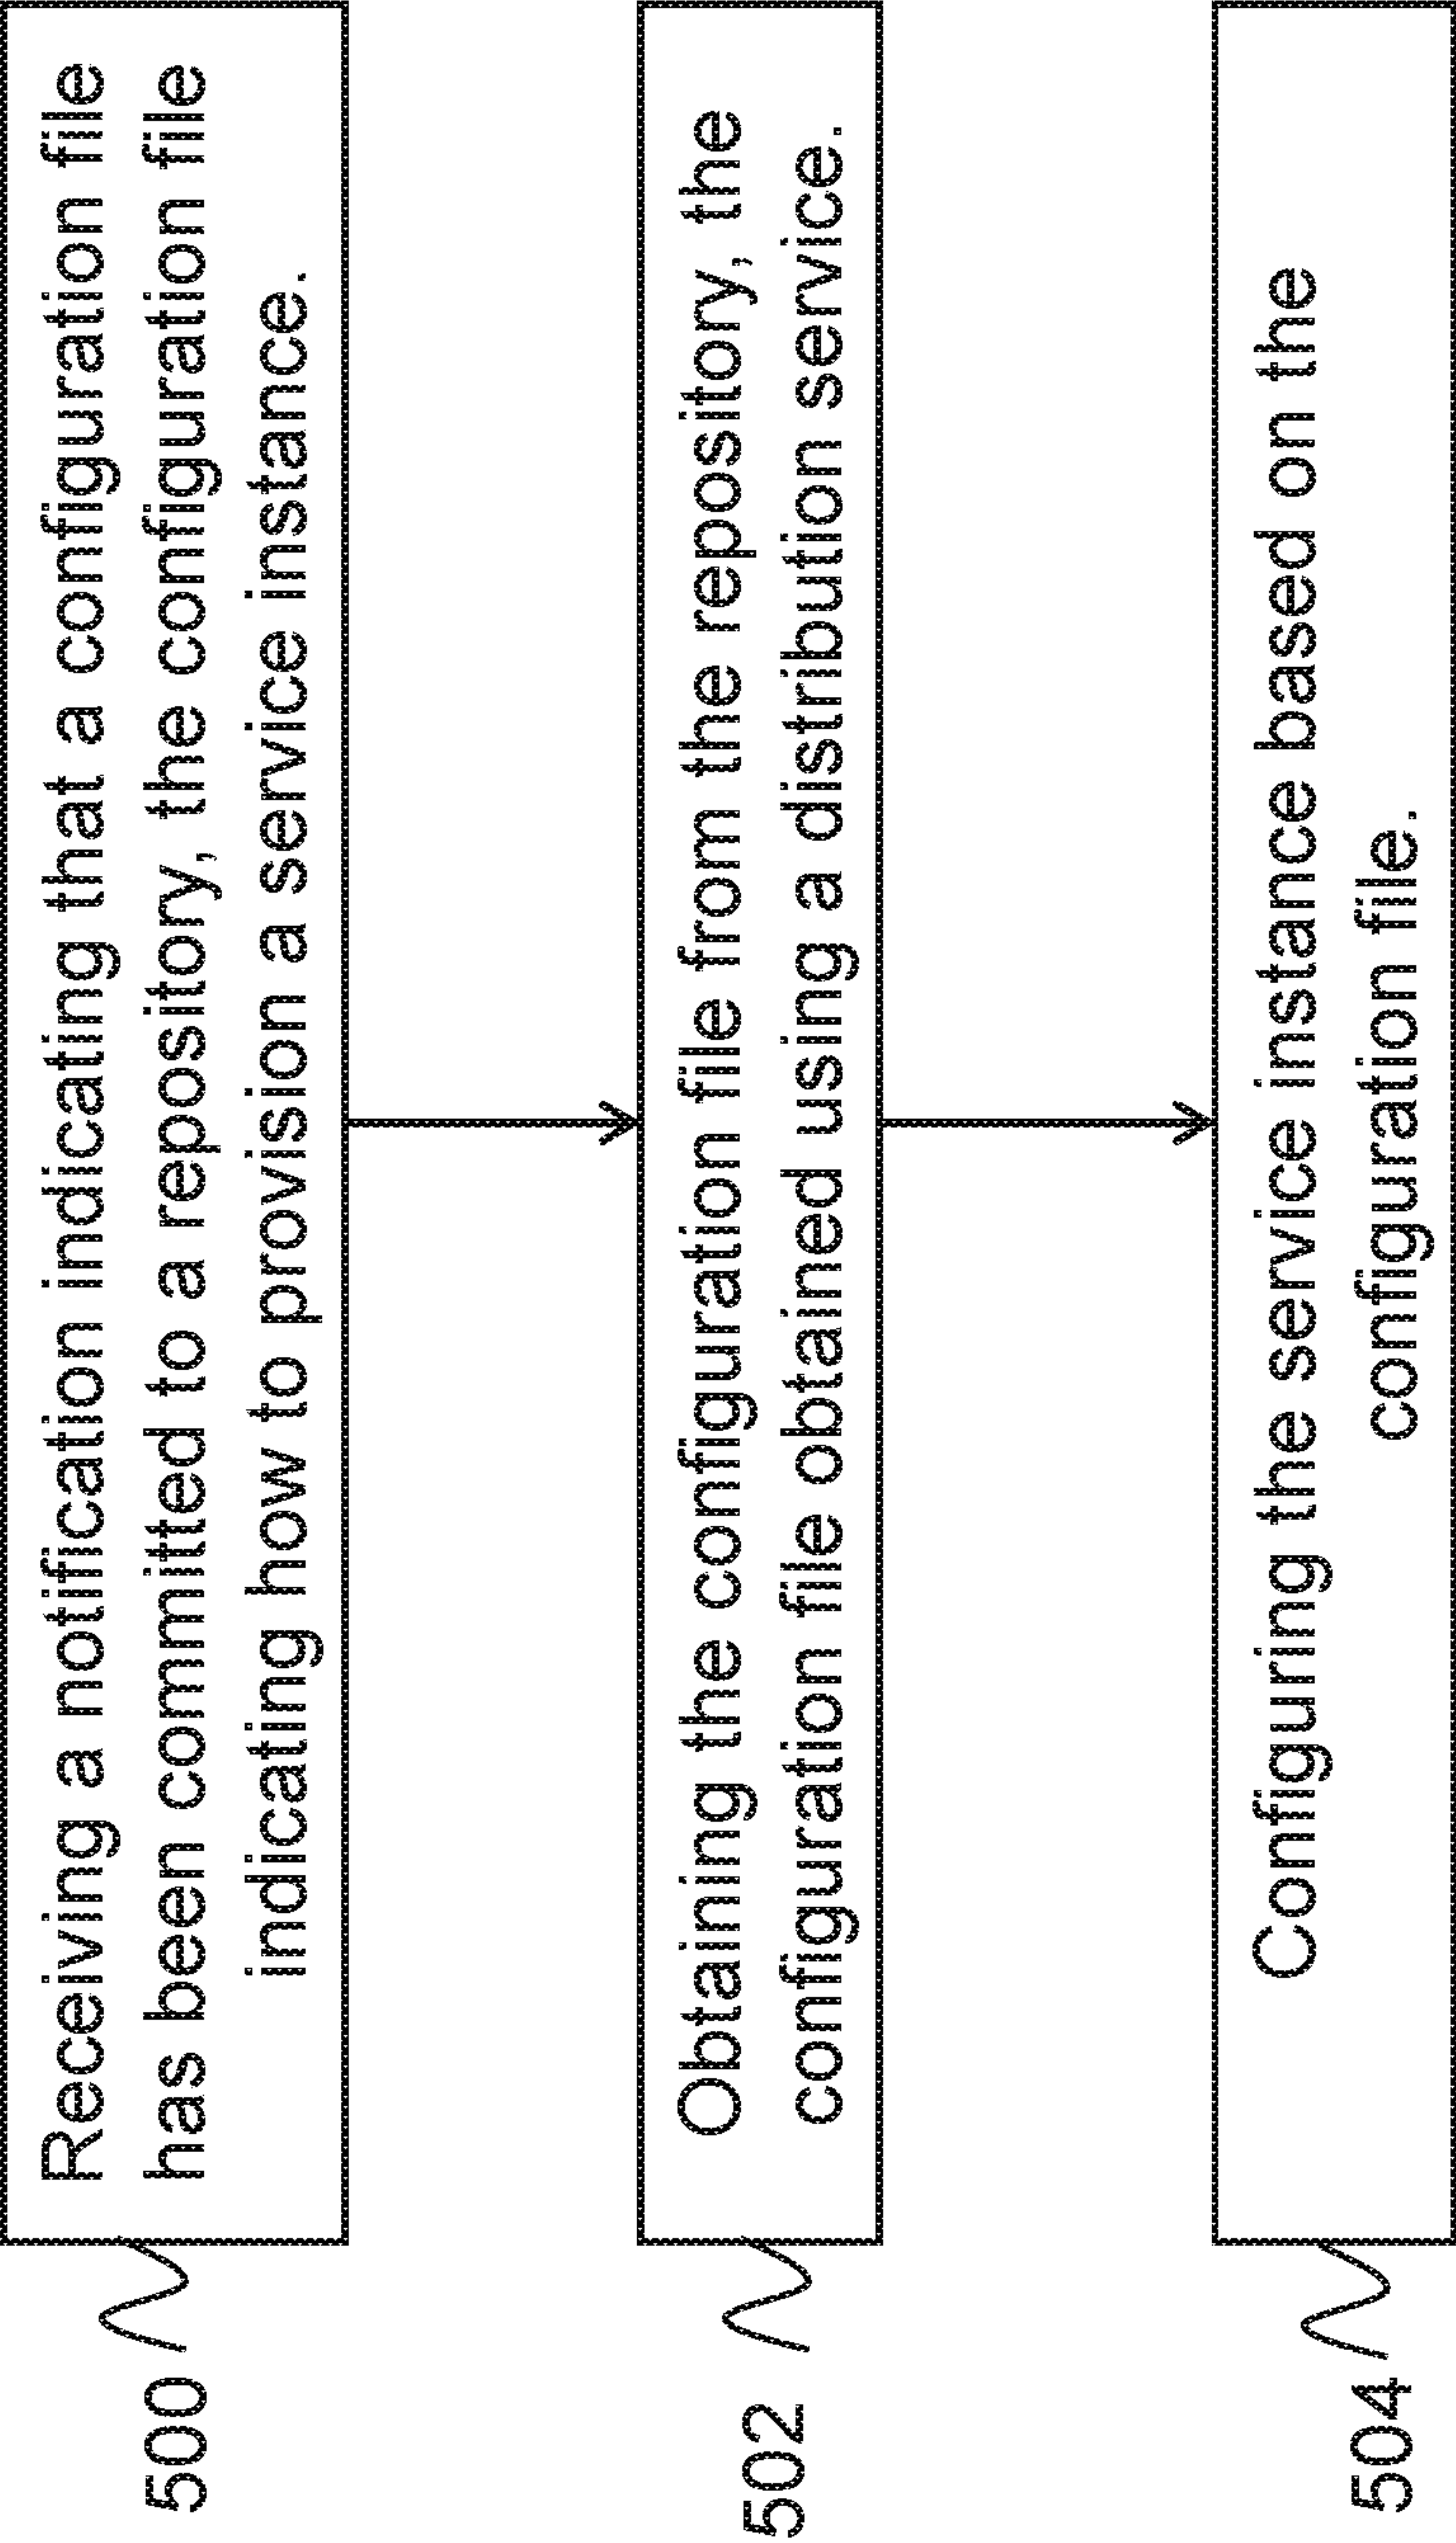 500
Receiving a notification indicating that a configuration file
has been committed to a repository, the configuration file
indicating how to provision a service instance.
502
Obtaining the configuration file from the repository, the
configuration file obtained using a distribution service.
504
Configuring the service instance based on the
configuration file.